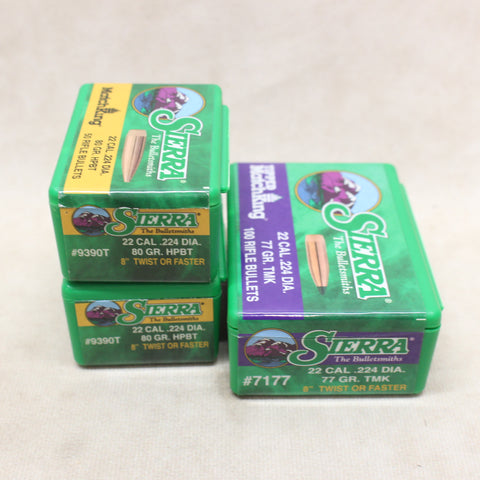 MatchKing
22 CAL .224 DIA.
80 GR. HPBT
50 RIFLE BULLETS
SIERRA
The Bulletsmiths
SIERRA
The Bulletsmiths
#9390T
22 CAL .224 DIA.
80 GR. HPBT
8" TWIST OR FASTER
SIERRA
The Bulletsmiths
#9390T
22 CAL .224 DIA.
80 GR. HPBT
8" TWIST OR FASTER
TIPPED
MatchKing
22 CAL .224 DIA.
77 GR. TMK
100 RIFLE BULLETS
SIERRA
The Bulletsmiths
SIERRA
The Bulletsmiths
#7177
22 CAL .224 DIA.
77 GR. TMK
8" TWIST OR FASTER